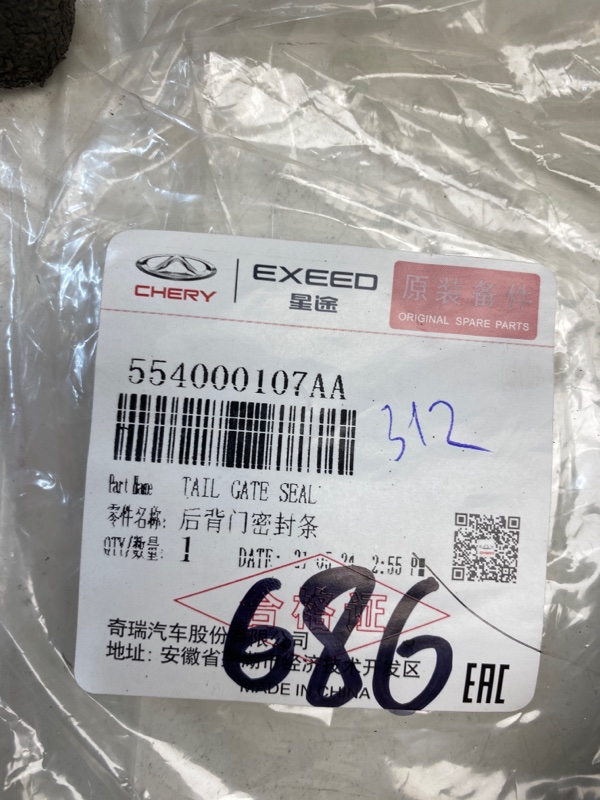 CHERY
EXEED
星途
原装备件
ORIGINAL SPARE PARTS
554000107AA
312
Part Name TAIL GATE SEAL
零件名称: 后背门密封条
QTY/数量: 1 DATE: 2:55
合格证
686
奇瑞汽车股份有限公司
地址: 安徽省 经济技术开发区
MADE IN CHINA
EAC